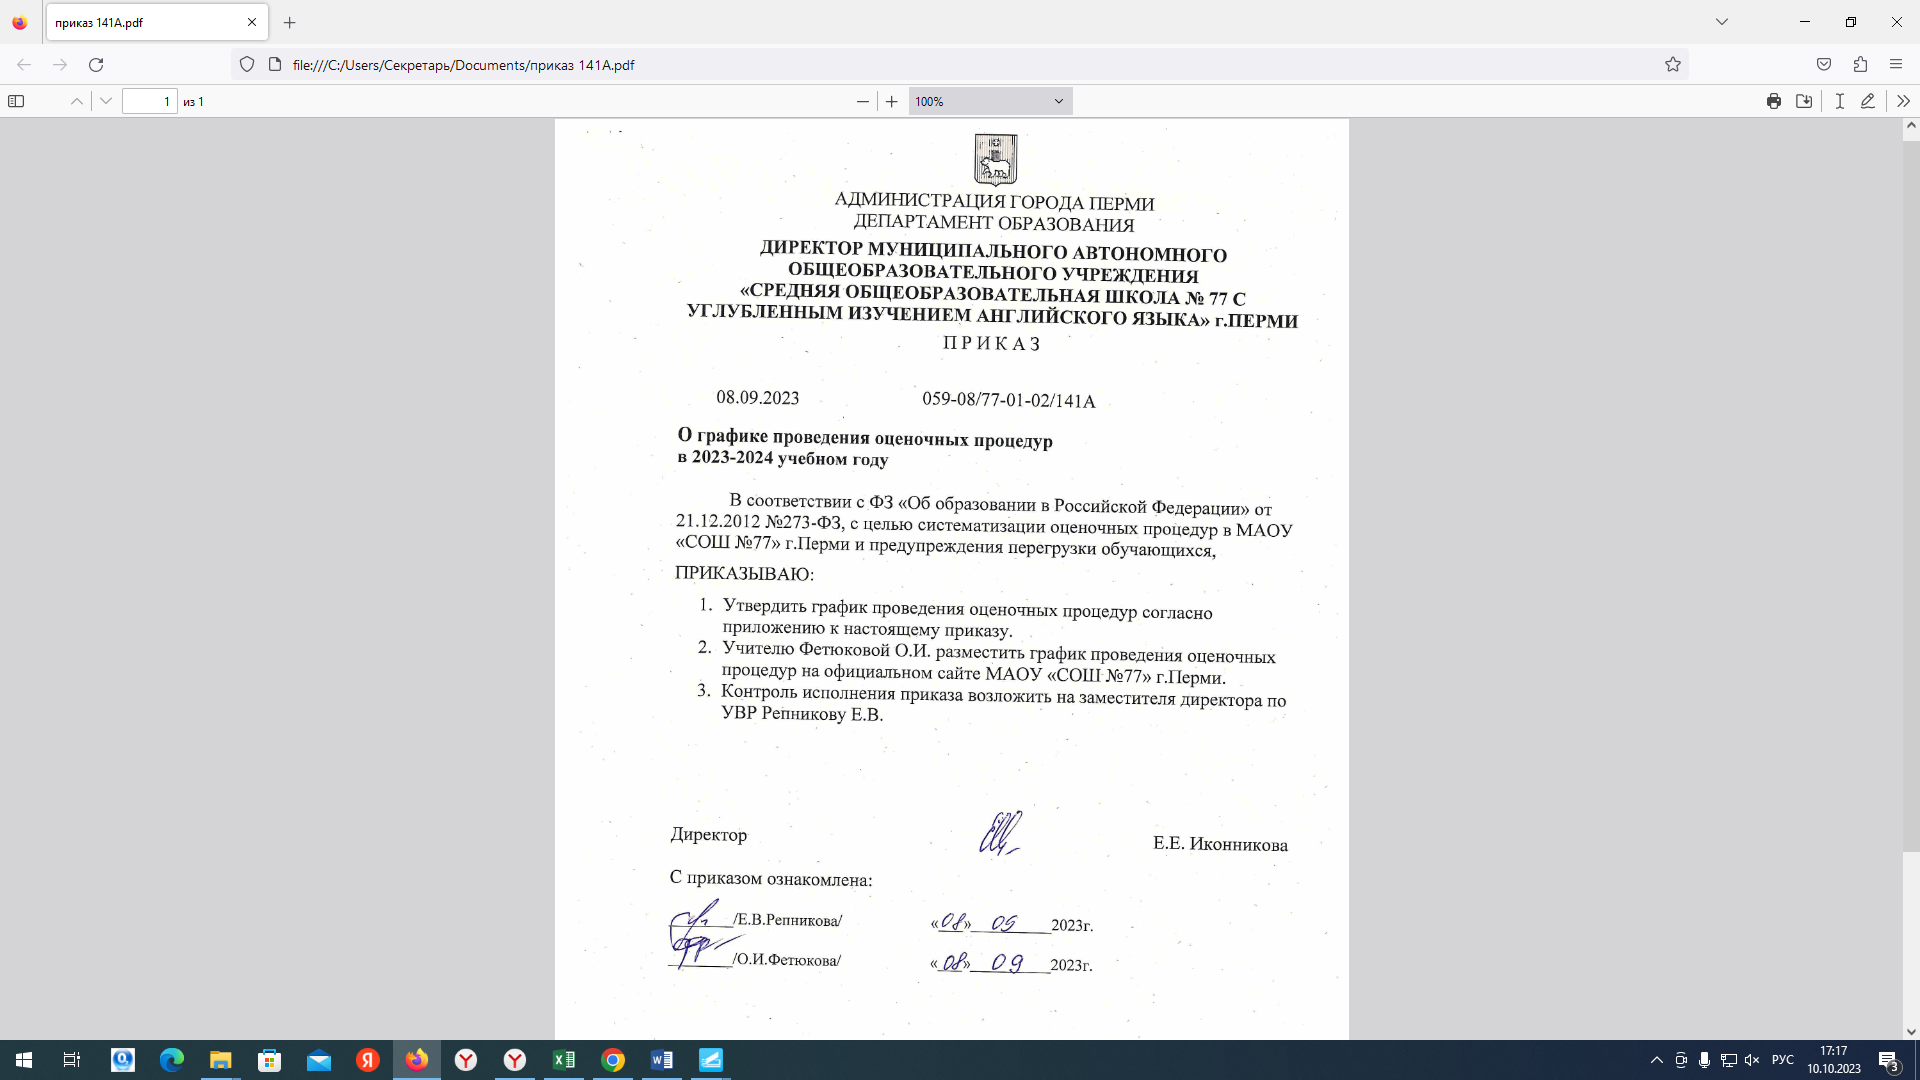 приказ 141А.pdf
file:///C:/Users/Секретарь/Documents/приказ 141А.pdf
1 из 1
100%
АДМИНИСТРАЦИЯ ГОРОДА ПЕРМИ
ДЕПАРТАМЕНТ ОБРАЗОВАНИЯ
ДИРЕКТОР МУНИЦИПАЛЬНОГО АВТОНОМНОГО
ОБЩЕОБРАЗОВАТЕЛЬНОГО УЧРЕЖДЕНИЯ
«СРЕДНЯЯ ОБЩЕОБРАЗОВАТЕЛЬНАЯ ШКОЛА № 77 С
УГЛУБЛЕННЫМ ИЗУЧЕНИЕМ АНГЛИЙСКОГО ЯЗЫКА» г.ПЕРМИ
П Р И К А З
08.09.2023 059-08/77-01-02/141А
О графике проведения оценочных процедур
в 2023-2024 учебном году
В соответствии с ФЗ «Об образовании в Российской Федерации» от
21.12.2012 №273-ФЗ, с целью систематизации оценочных процедур в МАОУ
«СОШ №77» г.Перми и предупреждения перегрузки обучающихся,
ПРИКАЗЫВАЮ:
1. Утвердить график проведения оценочных процедур согласно
приложению к настоящему приказу.
2. Учителю Фетюковой О.И. разместить график проведения оценочных
процедур на официальном сайте МАОУ «СОШ №77» г.Перми.
3. Контроль исполнения приказа возложить на заместителя директора по
УВР Репникову Е.В.
Директор Е.Е. Иконникова
С приказом ознакомлена:
/Е.В.Репникова/ «08» 09 2023г.
/О.И.Фетюкова/ «08» 09 2023г.
РУС
17:17
10.10.2023
3